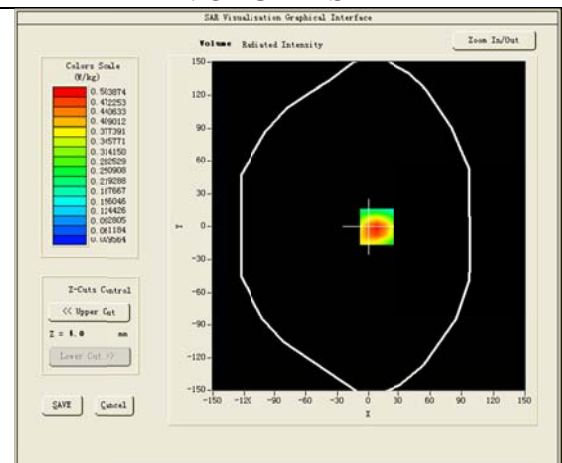 SAR Visualisation Graphical Interface
Volume Radiated Intensity
Zoom In/Out
Colors Scale
(W/kg)
0.503874
0.472253
0.440633
0.409012
0.377391
0.345771
0.314150
0.282529
0.250908
0.219288
0.187667
0.156046
0.124426
0.092805
0.061184
0.029564
Z-Cuts Control
<< Upper Cut
Z = 4.0 mm
Lower Cut >>
SAVE Cancel
150
120
90
60
30
0
-30
-60
-90
-120
-150
Y
-150 -120 -90 -60 -30 0 30 60 90 120 150
X